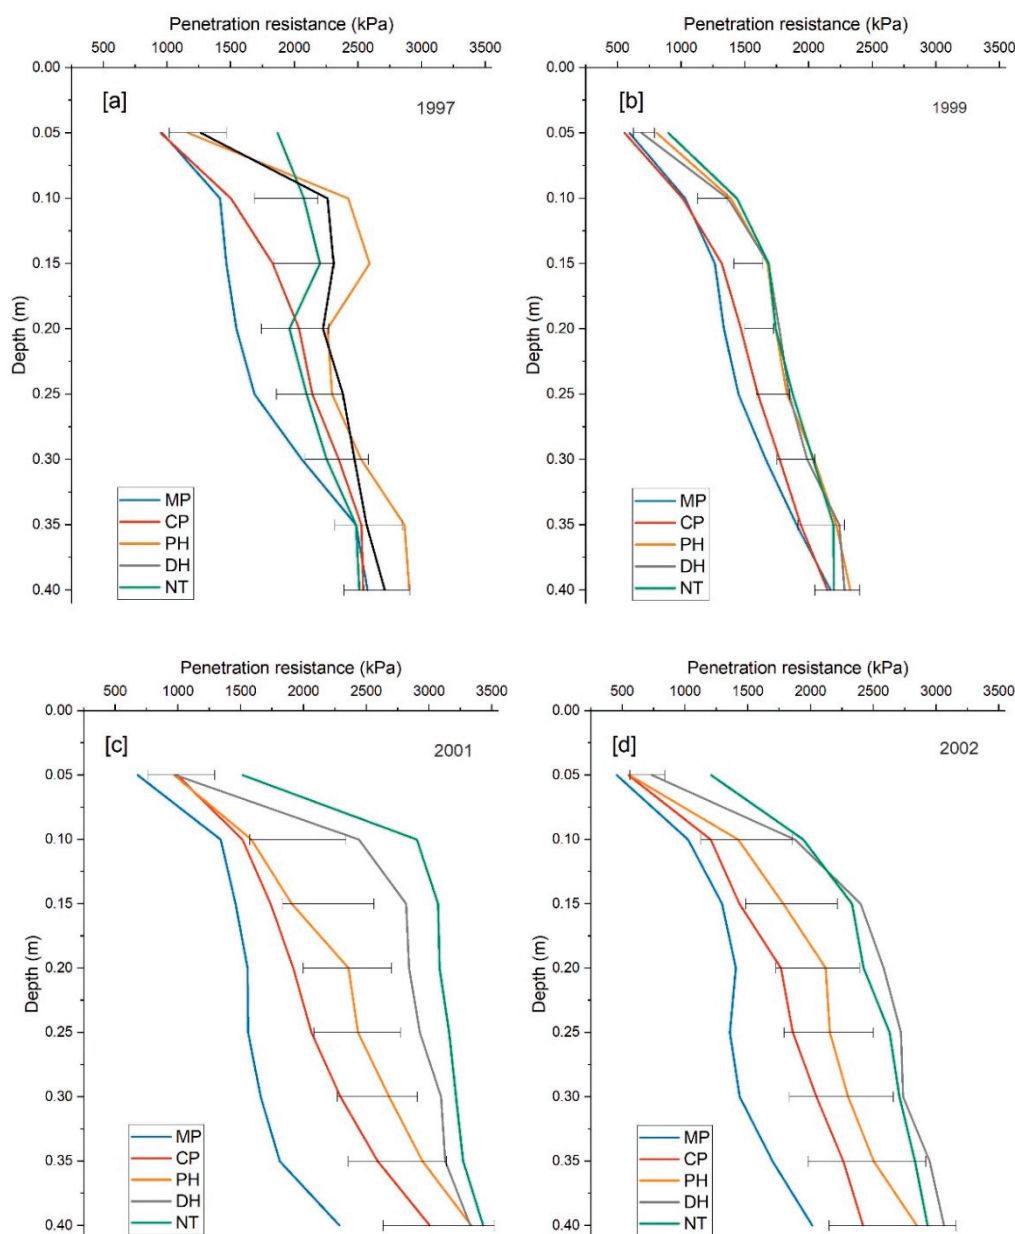 Penetration resistance (kPa)
500 1000 1500 2000 2500 3000 3500
0.00
[a]
1997
0.05
0.10
0.15
0.20
0.25
0.30
0.35
0.40
Depth (m)
MP
CP
PH
DH
NT
Penetration resistance (kPa)
500 1000 1500 2000 2500 3000 3500
0.00
[b]
1999
0.05
0.10
0.15
0.20
0.25
0.30
0.35
0.40
Depth (m)
MP
CP
PH
DH
NT
Penetration resistance (kPa)
500 1000 1500 2000 2500 3000 3500
0.00
[c]
2001
0.05
0.10
0.15
0.20
0.25
0.30
0.35
0.40
Depth (m)
MP
CP
PH
DH
NT
Penetration resistance (kPa)
500 1000 1500 2000 2500 3000 3500
0.00
[d]
2002
0.05
0.10
0.15
0.20
0.25
0.30
0.35
0.40
Depth (m)
MP
CP
PH
DH
NT